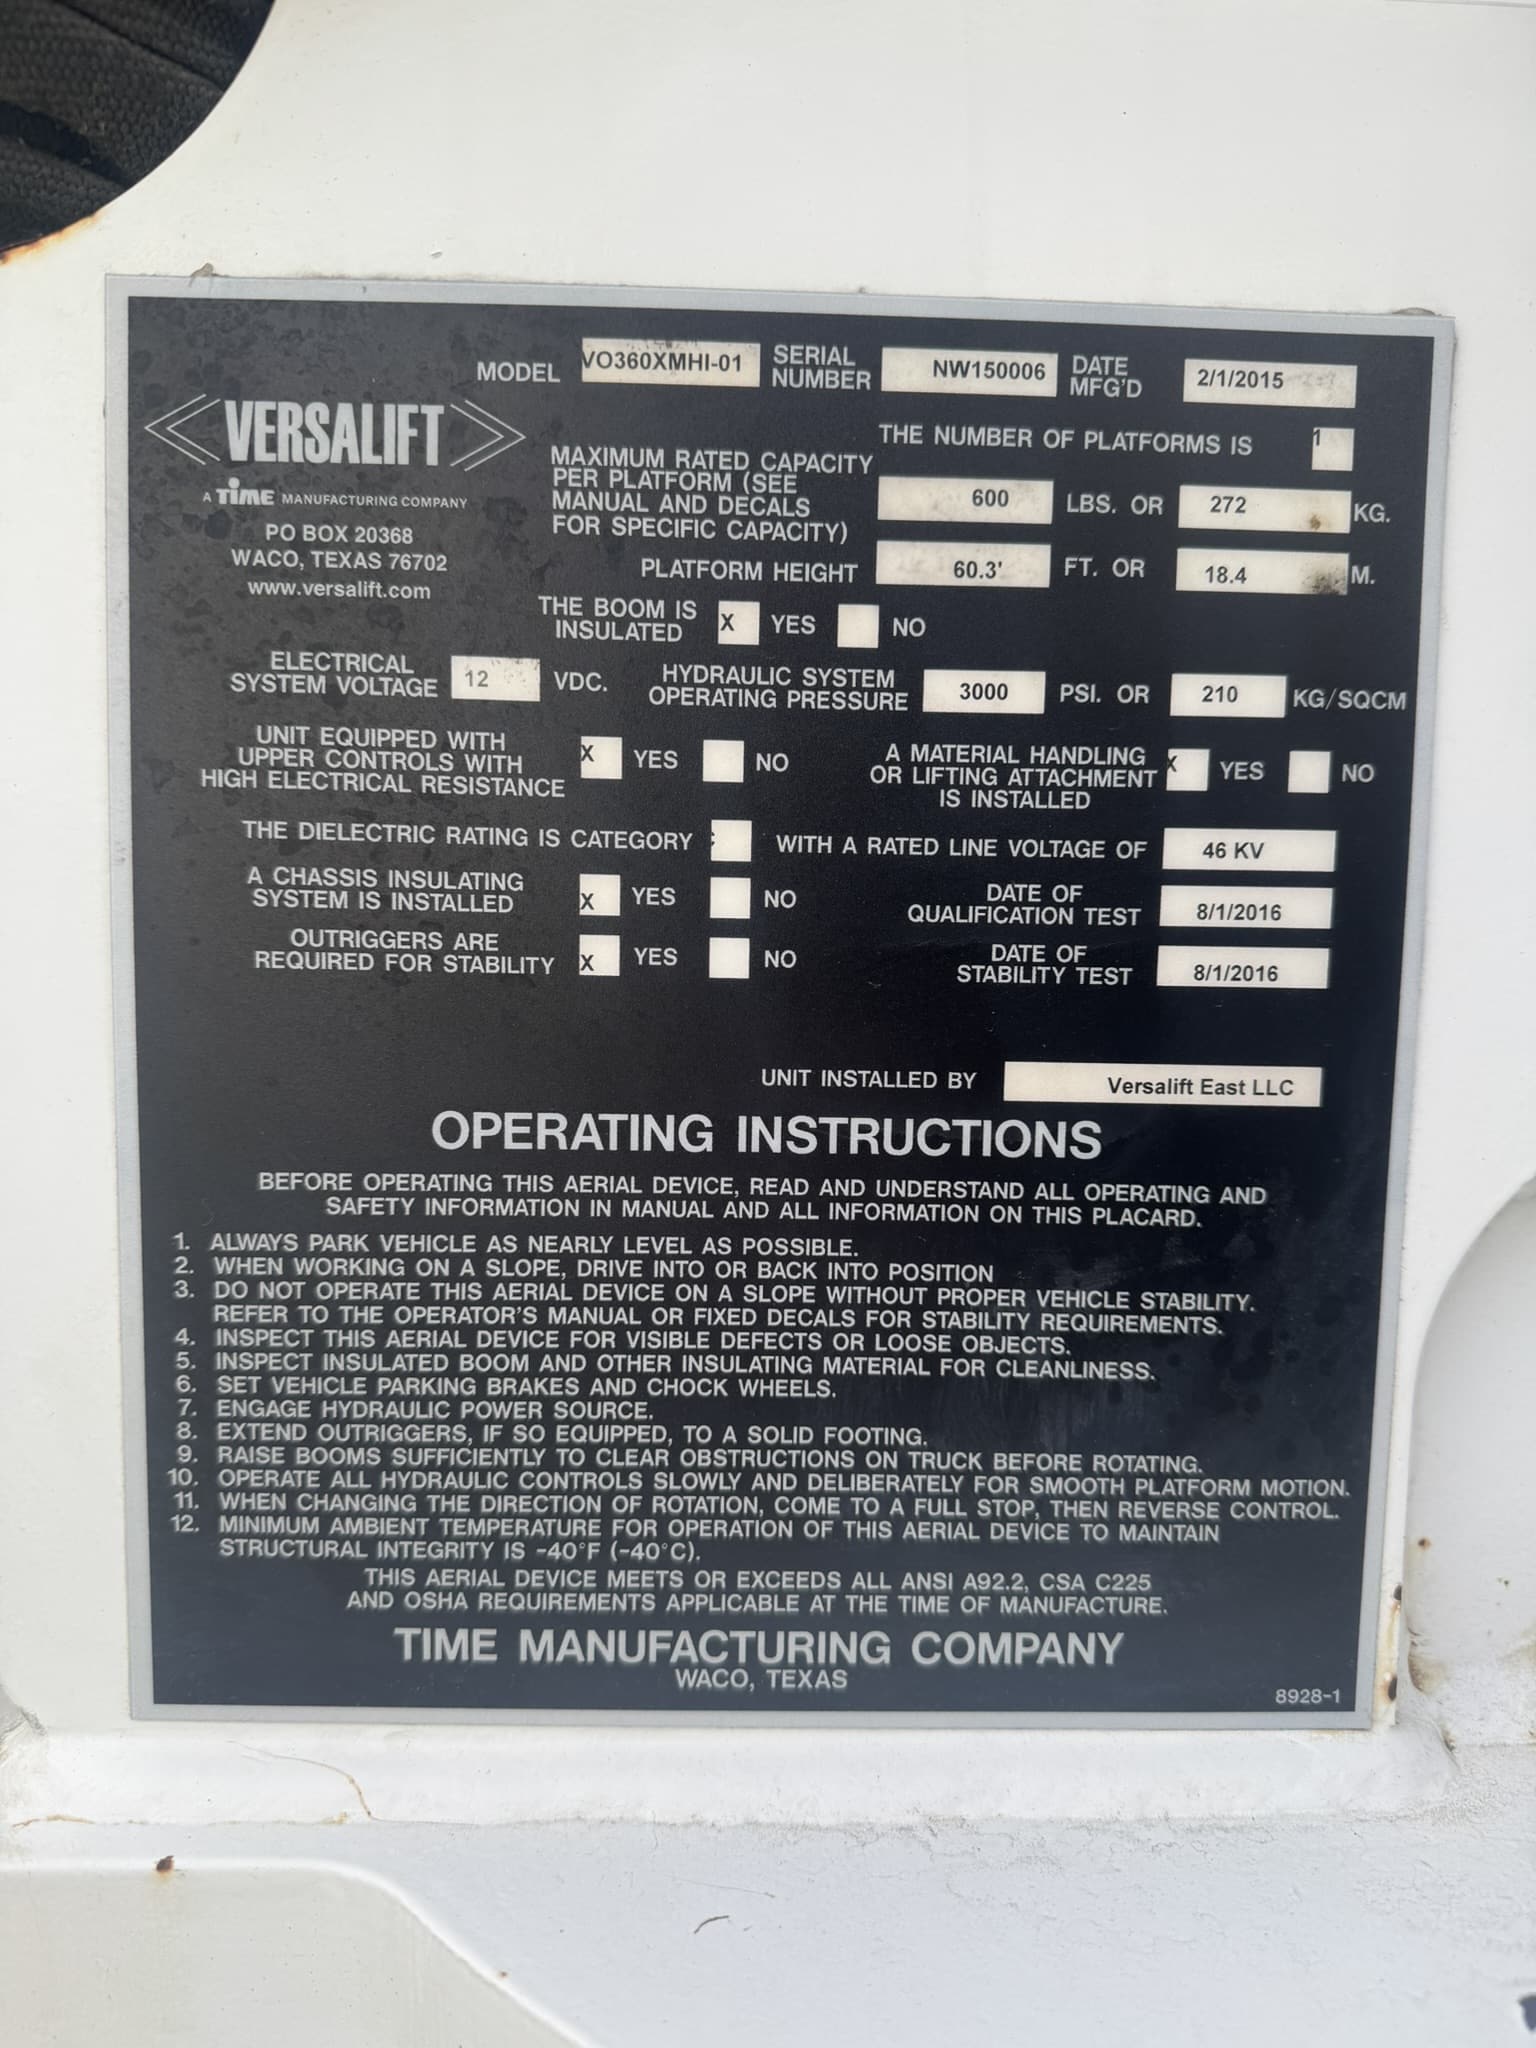 MODEL VO360XMHI-01 SERIAL NUMBER NW150006 DATE MFG'D 2/1/2015
VERSALIFT
A TIME MANUFACTURING COMPANY
PO BOX 20368
WACO, TEXAS 76702
www.versalift.com
THE NUMBER OF PLATFORMS IS 1
MAXIMUM RATED CAPACITY
PER PLATFORM (SEE
MANUAL AND DECALS
FOR SPECIFIC CAPACITY)
600 LBS. OR 272 KG.
PLATFORM HEIGHT 60.3' FT. OR 18.4 M.
THE BOOM IS
INSULATED X YES NO
ELECTRICAL
SYSTEM VOLTAGE 12 VDC.
HYDRAULIC SYSTEM
OPERATING PRESSURE 3000 PSI. OR 210 KG/SQCM
UNIT EQUIPPED WITH
UPPER CONTROLS WITH
HIGH ELECTRICAL RESISTANCE
X YES NO
A MATERIAL HANDLING
OR LIFTING ATTACHMENT
IS INSTALLED
X YES NO
THE DIELECTRIC RATING IS CATEGORY WITH A RATED LINE VOLTAGE OF 46 KV
A CHASSIS INSULATING
SYSTEM IS INSTALLED X YES NO
DATE OF
QUALIFICATION TEST 8/1/2016
OUTRIGGERS ARE
REQUIRED FOR STABILITY X YES NO
DATE OF
STABILITY TEST 8/1/2016
UNIT INSTALLED BY Versalift East LLC
OPERATING INSTRUCTIONS
BEFORE OPERATING THIS AERIAL DEVICE, READ AND UNDERSTAND ALL OPERATING AND
SAFETY INFORMATION IN MANUAL AND ALL INFORMATION ON THIS PLACARD.
1. ALWAYS PARK VEHICLE AS NEARLY LEVEL AS POSSIBLE.
2. WHEN WORKING ON A SLOPE, DRIVE INTO OR BACK INTO POSITION
3. DO NOT OPERATE THIS AERIAL DEVICE ON A SLOPE WITHOUT PROPER VEHICLE STABILITY.
REFER TO THE OPERATOR'S MANUAL OR FIXED DECALS FOR STABILITY REQUIREMENTS.
4. INSPECT THIS AERIAL DEVICE FOR VISIBLE DEFECTS OR LOOSE OBJECTS.
5. INSPECT INSULATED BOOM AND OTHER INSULATING MATERIAL FOR CLEANLINESS.
6. SET VEHICLE PARKING BRAKES AND CHOCK WHEELS.
7. ENGAGE HYDRAULIC POWER SOURCE.
8. EXTEND OUTRIGGERS, IF SO EQUIPPED, TO A SOLID FOOTING.
9. RAISE BOOMS SUFFICIENTLY TO CLEAR OBSTRUCTIONS ON TRUCK BEFORE ROTATING.
10. OPERATE ALL HYDRAULIC CONTROLS SLOWLY AND DELIBERATELY FOR SMOOTH PLATFORM MOTION.
11. WHEN CHANGING THE DIRECTION OF ROTATION, COME TO A FULL STOP, THEN REVERSE CONTROL.
12. MINIMUM AMBIENT TEMPERATURE FOR OPERATION OF THIS AERIAL DEVICE TO MAINTAIN
STRUCTURAL INTEGRITY IS -40°F (-40°C).
THIS AERIAL DEVICE MEETS OR EXCEEDS ALL ANSI A92.2, CSA C225
AND OSHA REQUIREMENTS APPLICABLE AT THE TIME OF MANUFACTURE.
TIME MANUFACTURING COMPANY
WACO, TEXAS
8928-1